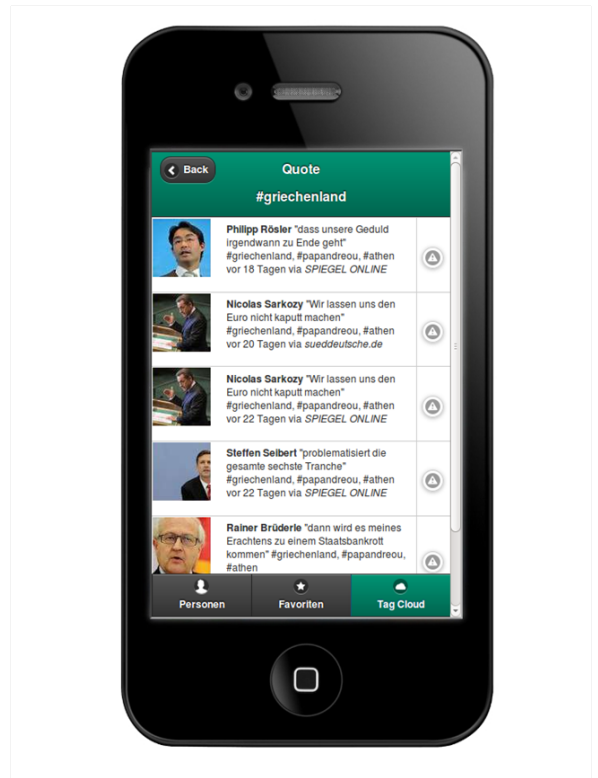 Back
Quote
#griechenland
Philipp Rösler "dass unsere Geduld
irgendwann zu Ende geht"
#griechenland, #papandreou, #athen
vor 18 Tagen via SPIEGEL ONLINE
Nicolas Sarkozy "Wir lassen uns den
Euro nicht kaputt machen"
#griechenland, #papandreou, #athen
vor 20 Tagen via sueddeutsche.de
Nicolas Sarkozy "Wir lassen uns den
Euro nicht kaputt machen"
#griechenland, #papandreou, #athen
vor 22 Tagen via SPIEGEL ONLINE
Steffen Seibert "problematisiert die
gesamte sechste Tranche"
#griechenland, #papandreou, #athen
vor 22 Tagen via SPIEGEL ONLINE
Rainer Brüderle "dann wird es meines
Erachtens zu einem Staatsbankrott
kommen" #griechenland, #papandreou,
#athen
Personen
Favoriten
Tag Cloud